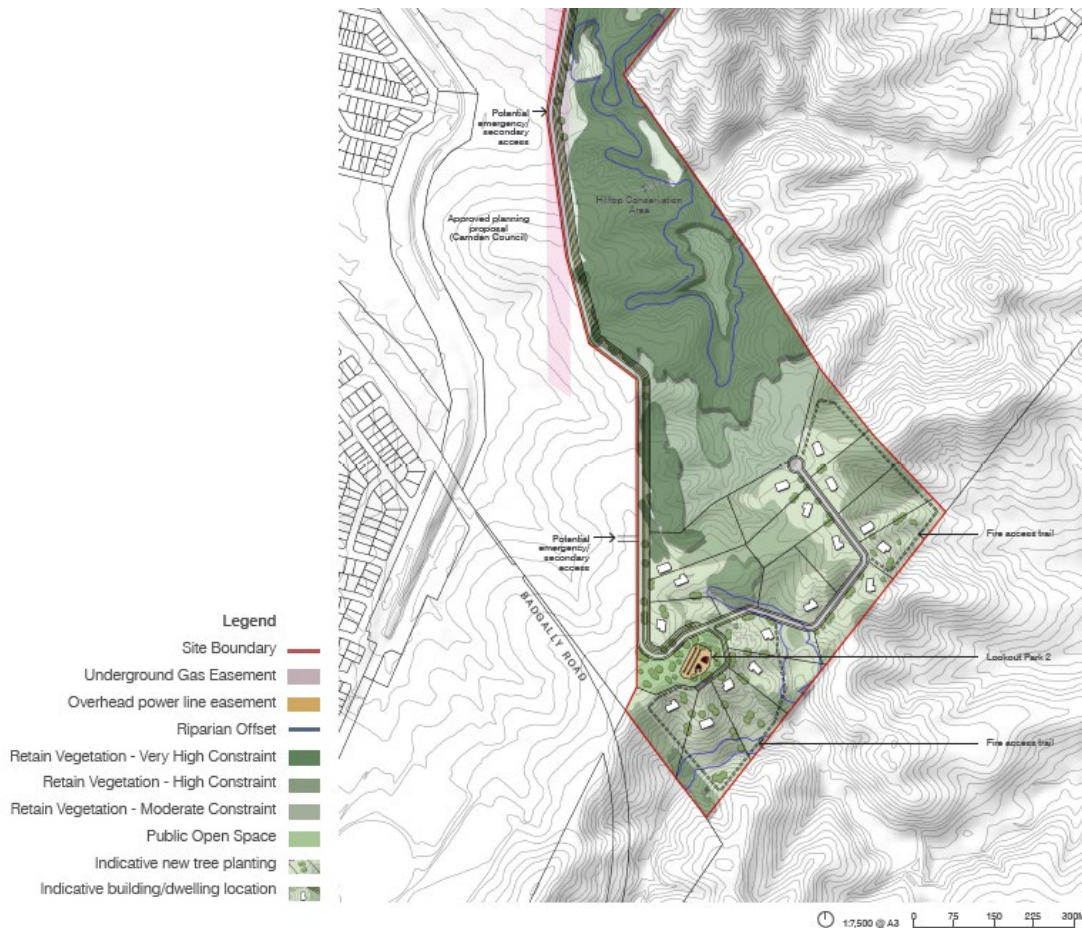 Potential
emergency/
secondary
access
Hilltop Conservation
Area
Approved planning
proposal
(Camden Council)
Potential
emergency/
secondary
access
BADGALLY ROAD
Fire access trail
Lookout Park 2
Fire access trail
Legend
Site Boundary
Underground Gas Easement
Overhead power line easement
Riparian Offset
Retain Vegetation - Very High Constraint
Retain Vegetation - High Constraint
Retain Vegetation - Moderate Constraint
Public Open Space
Indicative new tree planting
Indicative building/dwelling location
1:7,500 @ A3 0 75 150 225 300M